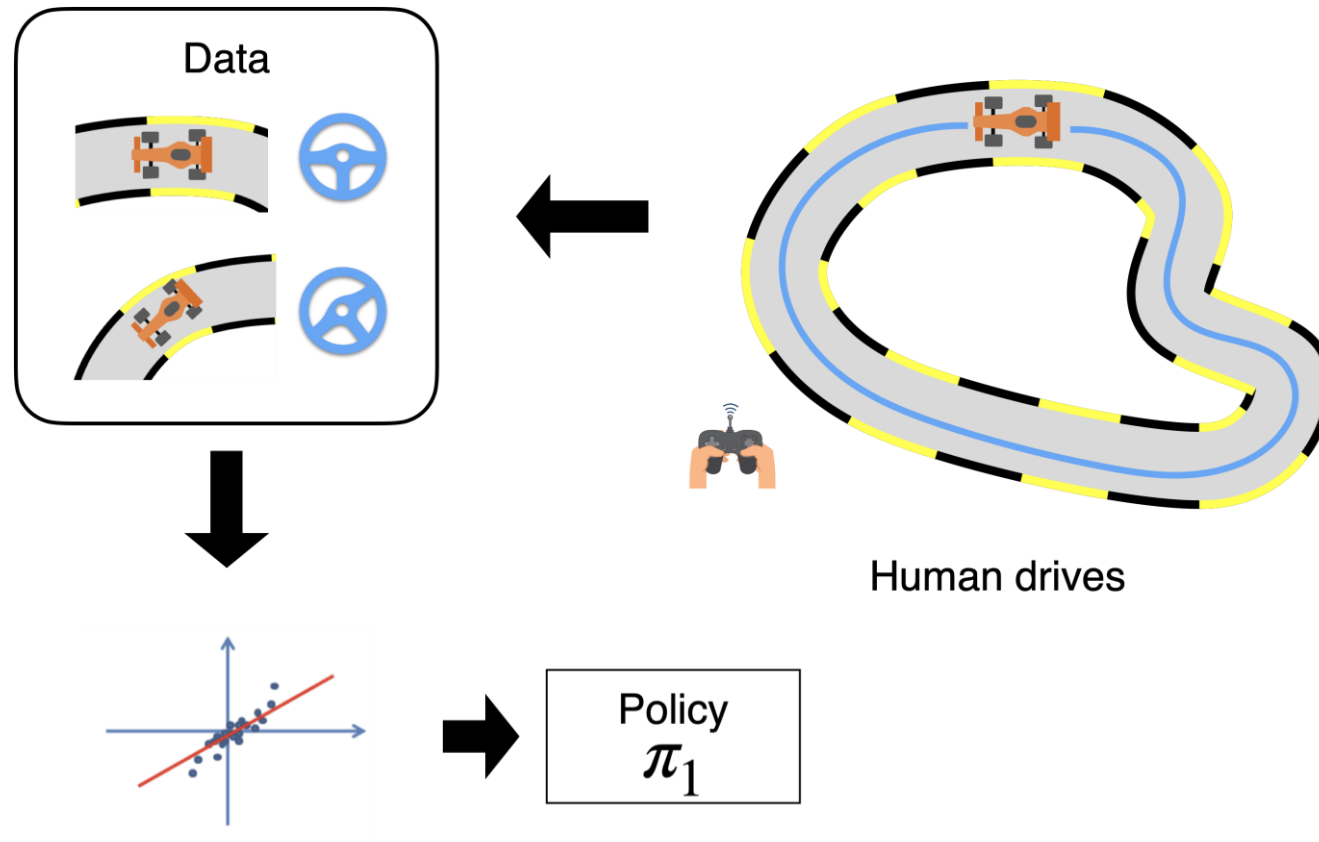 Data
Human drives
Policy
π₁